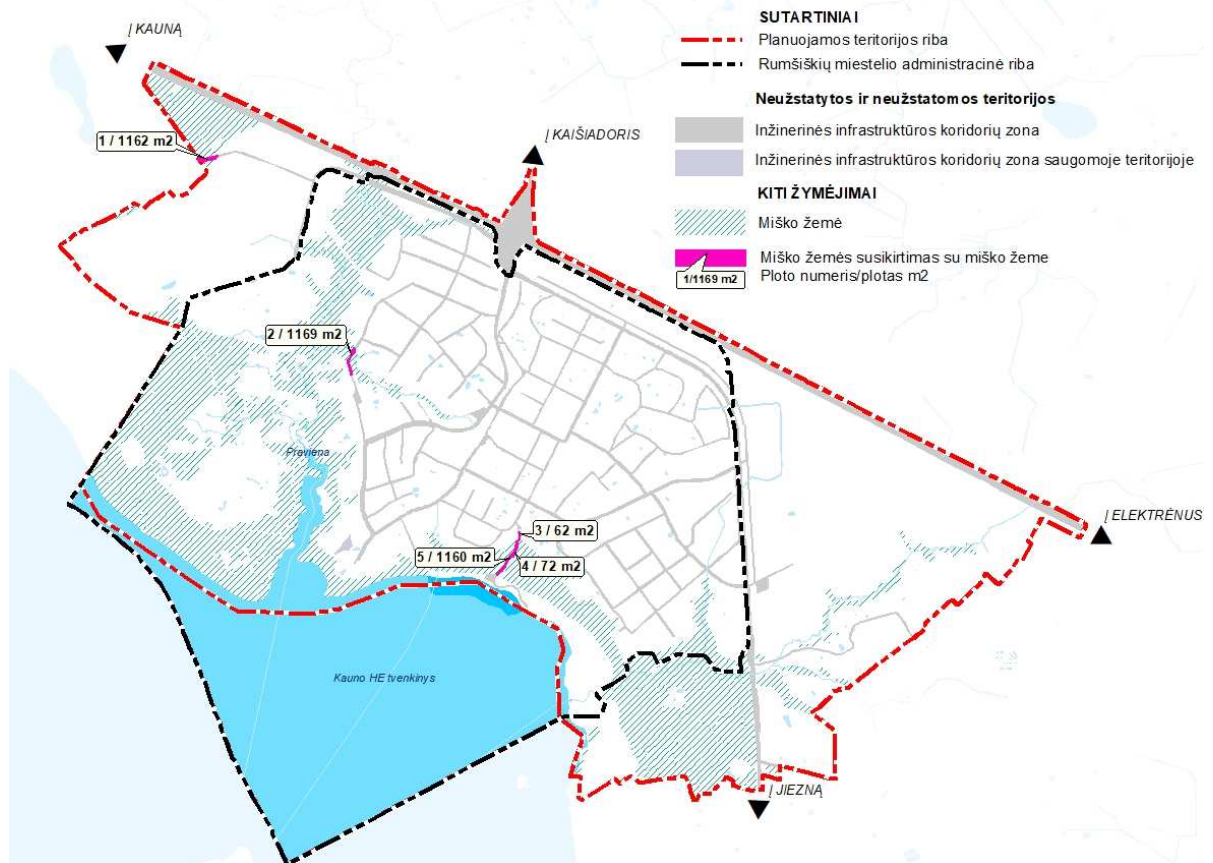 Į KAUNĄ
Į KAIŠIADORIS
SUTARTINIAI
Planuojamos teritorijos riba
Rumšiškių miestelio administracinė riba
Neužstatytos ir neužstatomos teritorijos
Inžinerinės infrastruktūros koridorių zona
Inžinerinės infrastruktūros koridorių zona saugomoje teritorijoje
KITI ŽYMĖJIMAI
Miško žemė
Miško žemės susikirtimas su miško žeme
1/1169 m2
Ploto numeris/plotas m2
1 / 1162 m2
2 / 1169 m2
Praviena
3 / 62 m2
5 / 1160 m2
4 / 72 m2
Į ELEKTRĖNUS
Kauno HE tvenkinys
Į JIEZNĄ